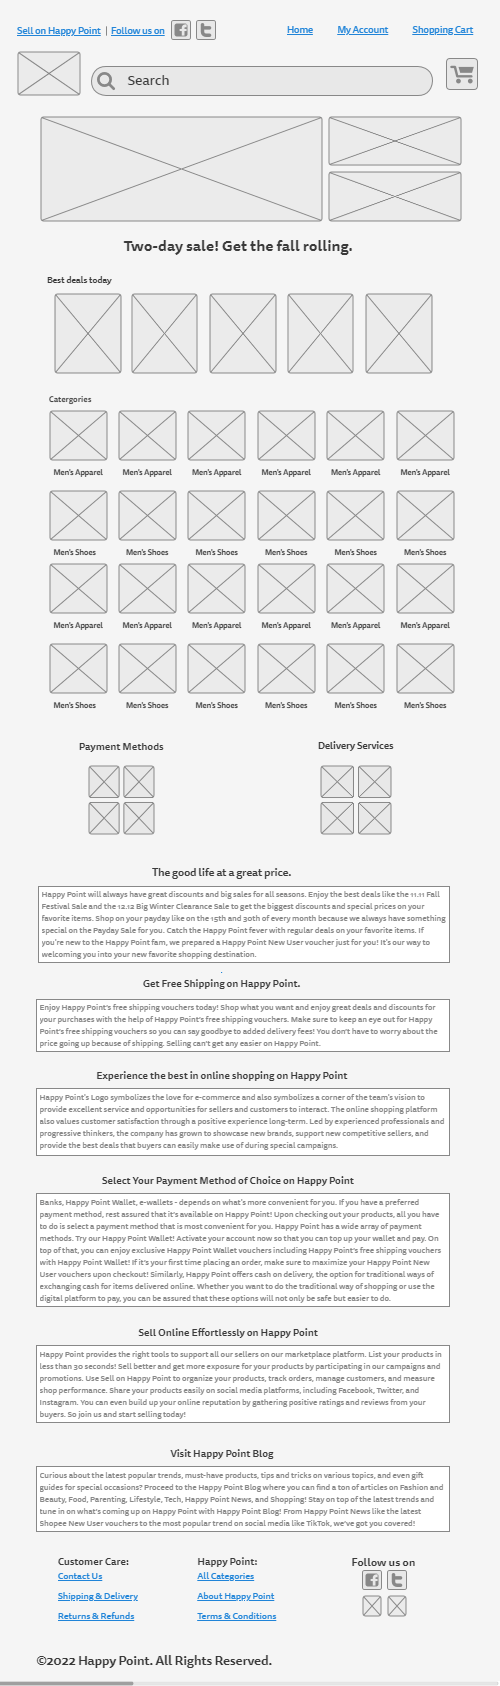 Sell on Happy Point | Follow us on
Home My Account Shopping Cart
Search
Two-day sale! Get the fall rolling.
Best deals today
Catergories
Men's Apparel Men's Apparel Men's Apparel Men's Apparel Men's Apparel Men's Apparel
Men's Shoes Men's Shoes Men's Shoes Men's Shoes Men's Shoes Men's Shoes
Men's Apparel Men's Apparel Men's Apparel Men's Apparel Men's Apparel Men's Apparel
Men's Shoes Men's Shoes Men's Shoes Men's Shoes Men's Shoes Men's Shoes
Payment Methods Delivery Services
The good life at a great price.
Happy Point will always have great discounts and big sales for all seasons. Enjoy the best deals like the 11.11 Fall
Festival Sale and the 12.12 Big Winter Clearance Sale to get the biggest discounts and special prices on your
favorite items. Shop on your payday like on the 15th and 30th of every month because we always have something
special on the Payday Sale for you. Catch the Happy Point fever with regular deals on your favorite items. If
you're new to the Happy Point fam, we prepared a Happy Point New User voucher just for you! It's our way to
welcoming you into your new favorite shopping destination.
.
Get Free Shipping on Happy Point.
Enjoy Happy Point's free shipping vouchers today! Shop what you want and enjoy great deals and discounts for
your purchases with the help of Happy Point's free shipping vouchers. Make sure to keep an eye out for Happy
Point's free shipping vouchers so you can say goodbye to added delivery fees! You don't have to worry about the
price going up because of shipping. Selling can't get any easier on Happy Point.
Experience the best in online shopping on Happy Point
Happy Point's Logo symbolizes the love for e-commerce and also symbolizes a corner of the team's vision to
provide excellent service and opportunities for sellers and customers to interact. The online shopping platform
also values customer satisfaction through a positive experience long-term. Led by experienced professionals and
progressive thinkers, the company has grown to showcase new brands, support new competitive sellers, and
provide the best deals that buyers can easily make use of during special campaigns.
Select Your Payment Method of Choice on Happy Point
Banks, Happy Point Wallet, e-wallets - depends on what's more convenient for you. If you have a preferred
payment method, rest assured that it's available on Happy Point! Upon checking out your products, all you have
to do is select a payment method that is most convenient for you. Happy Point has a wide array of payment
methods. Try our Happy Point Wallet! Activate your account now so that you can top up your wallet and pay. On
top of that, you can enjoy exclusive Happy Point Wallet vouchers including Happy Point's free shipping vouchers
with Happy Point Wallet! If it's your first time placing an order, make sure to maximize your Happy Point New
User vouchers upon checkout! Similarly, Happy Point offers cash on delivery, the option for traditional ways of
exchanging cash for items delivered online. Whether you want to do the traditional way of shopping or use the
digital platform to pay, you can be assured that these options will not only be safe but easier to do.
Sell Online Effortlessly on Happy Point
Happy Point provides the right tools to support all our sellers on our marketplace platform. List your products in
less than 30 seconds! Sell better and get more exposure for your products by participating in our campaigns and
promotions. Use Sell on Happy Point to organize your products, track orders, manage customers, and measure
shop performance. Share your products easily on social media platforms, including Facebook, Twitter, and
Instagram. You can even build up your online reputation by gathering positive ratings and reviews from your
buyers. So join us and start selling today!
Visit Happy Point Blog
Curious about the latest popular trends, must-have products, tips and tricks on various topics, and even gift
guides for special occasions? Proceed to the Happy Point Blog where you can find a ton of articles on Fashion and
Beauty, Food, Parenting, Lifestyle, Tech, Happy Point News, and Shopping! Stay on top of the latest trends and
tune in on what's coming up on Happy Point with Happy Point Blog! From Happy Point News like the latest
Shopee New User vouchers to the most popular trend on social media like TikTok, we've got you covered!
Customer Care: Happy Point: Follow us on
Contact Us All Categories
Shipping & Delivery About Happy Point
Returns & Refunds Terms & Conditions
©2022 Happy Point. All Rights Reserved.